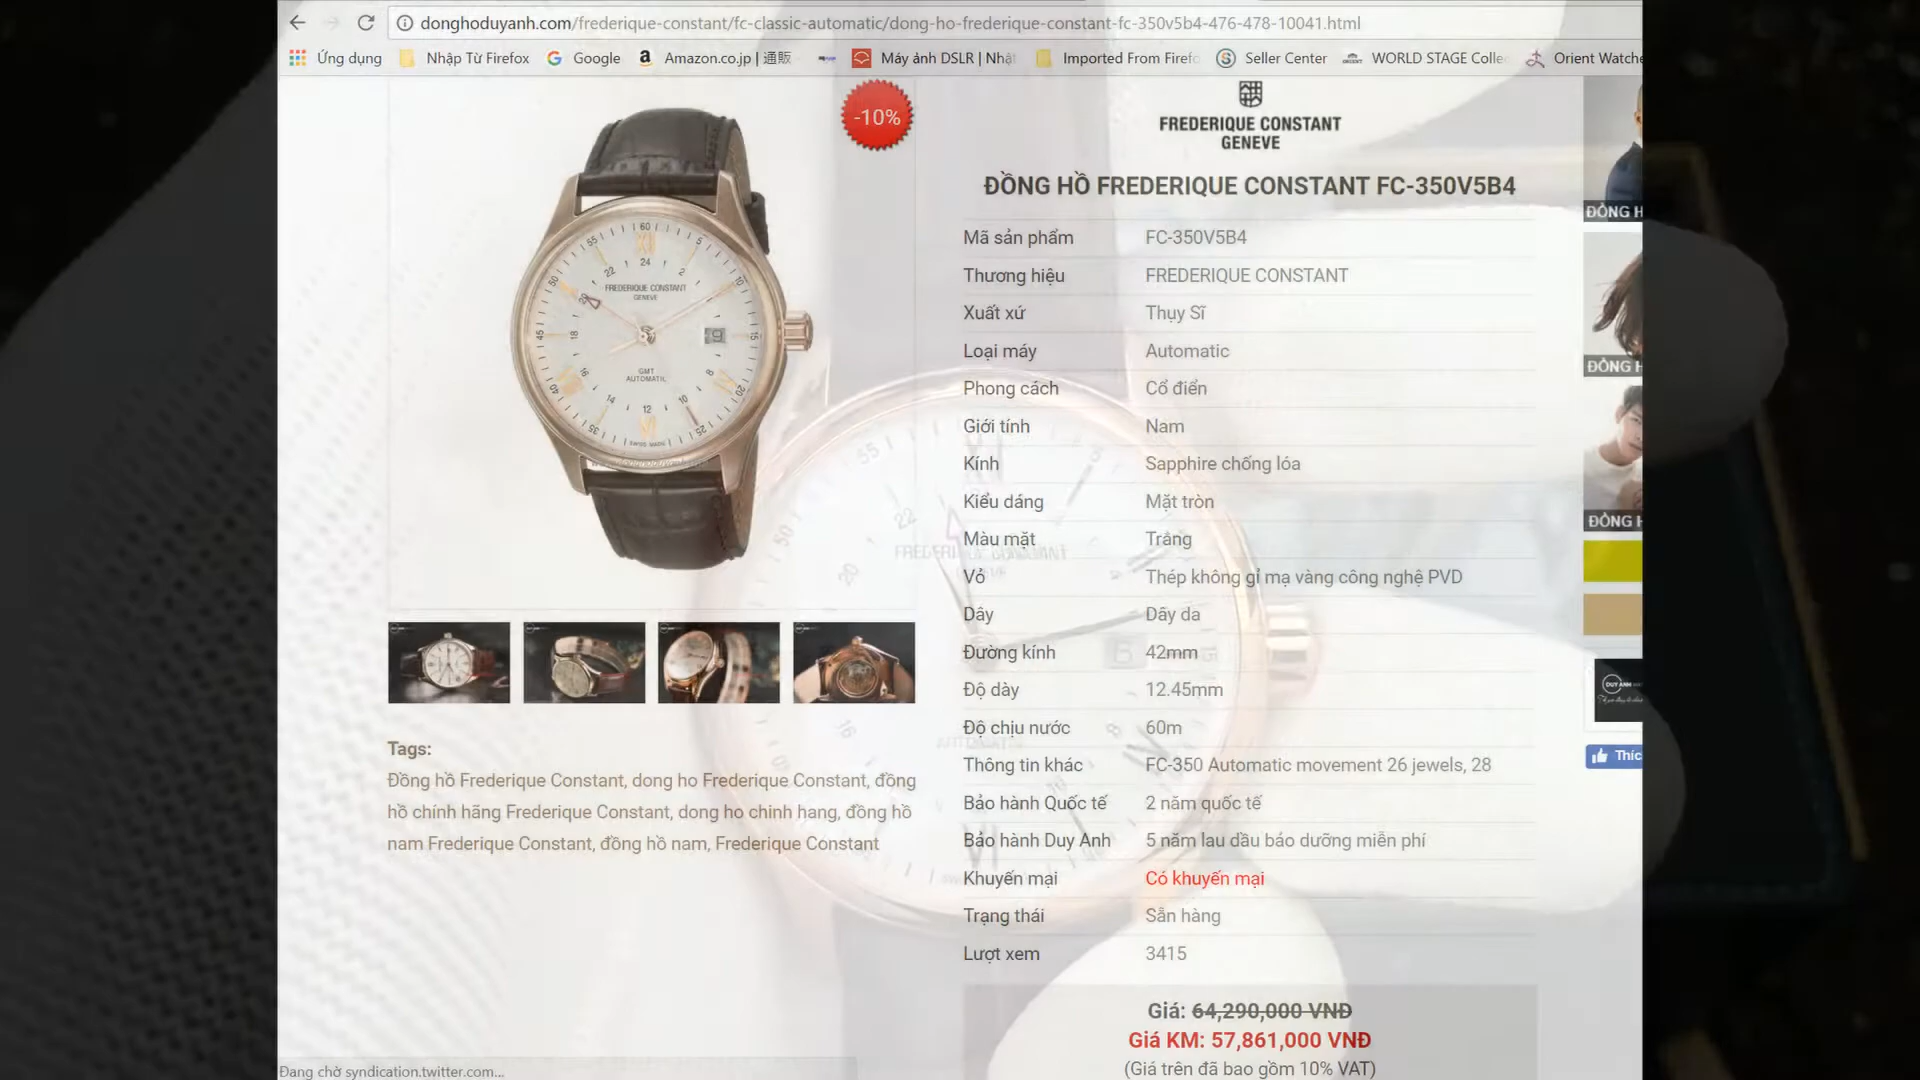 donghoduyanh.com/frederique-constant/fc-classic-automatic/dong-ho-frederique-constant-fc-350v5b4-476-478-10041.html
Ứng dụng Nhập Từ Firefox Google Amazon.co.jp | 通販 Máy ảnh DSLR | Nhật Imported From Firefo Seller Center WORLD STAGE Colle Orient Watche
-10%
FREDERIQUE CONSTANT
GENEVE
ĐỒNG HỒ FREDERIQUE CONSTANT FC-350V5B4
Mã sản phẩm FC-350V5B4
Thương hiệu FREDERIQUE CONSTANT
Xuất xứ Thụy Sĩ
Loại máy Automatic
Phong cách Cổ điển
Giới tính Nam
Kính Sapphire chống lóa
Kiểu dáng Mặt tròn
Màu mặt Trắng
Vỏ Thép không gỉ mạ vàng công nghệ PVD
Dây Dây da
Đường kính 42mm
Độ dày 12.45mm
Độ chịu nước 60m
Thông tin khác FC-350 Automatic movement 26 jewels, 28
Bảo hành Quốc tế 2 năm quốc tế
Bảo hành Duy Anh 5 năm lau dầu bảo dưỡng miễn phí
Khuyến mại Có khuyến mại
Trạng thái Sẵn hàng
Lượt xem 3415
Giá: 64,290,000 VNĐ
Giá KM: 57,861,000 VNĐ
(Giá trên đã bao gồm 10% VAT)
FREDERIQUE CONSTANT
GENEVE
GMT
AUTOMATIC
Tags:
Đồng hồ Frederique Constant, dong ho Frederique Constant, đồng
hồ chính hãng Frederique Constant, dong ho chinh hang, đồng hồ
nam Frederique Constant, đồng hồ nam, Frederique Constant
ĐỒNG H
ĐỒNG H
ĐỒNG H
DUY ANH
Thíc
Đang chờ syndication.twitter.com...